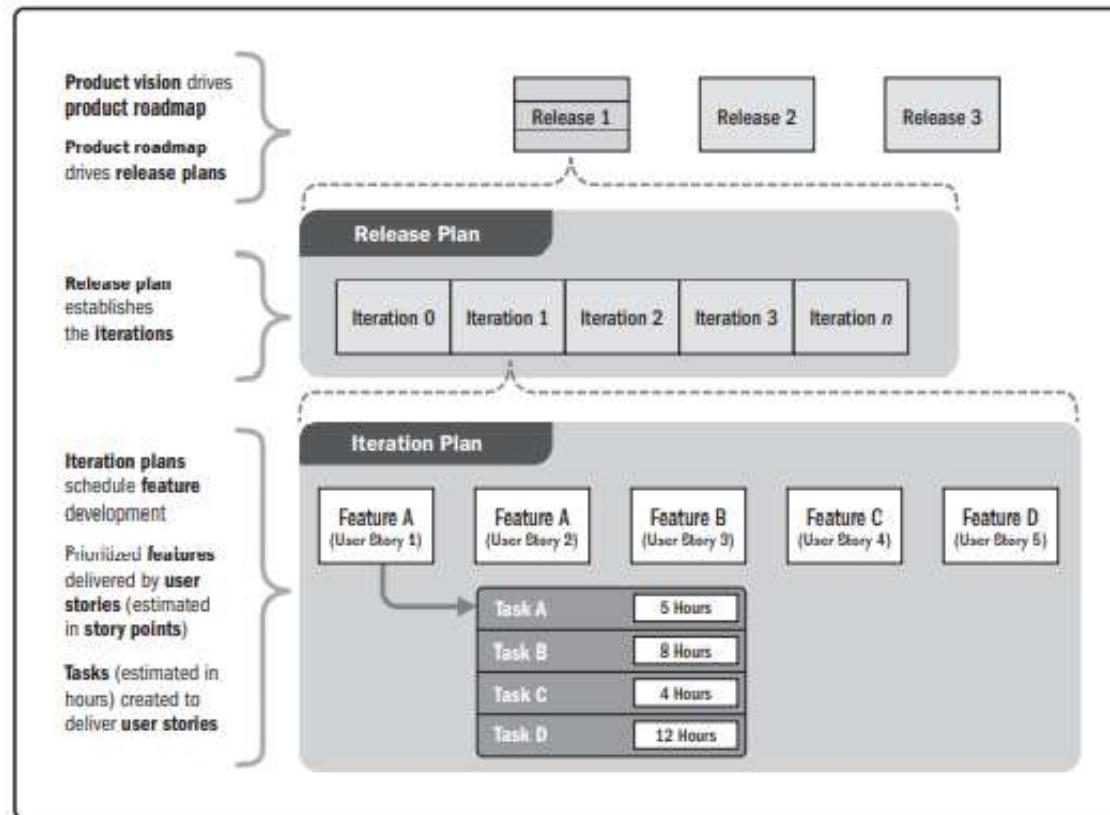 Product vision drives
product roadmap
Product roadmap
drives release plans
Release 1
Release 2
Release 3
Release Plan
Release plan
establishes
the iterations
Iteration 0
Iteration 1
Iteration 2
Iteration 3
Iteration n
Iteration Plan
Iteration plans
schedule feature
development
Prioritized features
delivered by user
stories (estimated
in story points)
Tasks (estimated in
hours) created to
deliver user stories
Feature A
(User Story 1)
Feature A
(User Story 2)
Feature B
(User Story 3)
Feature C
(User Story 4)
Feature D
(User Story 5)
Task A
5 Hours
Task B
8 Hours
Task C
4 Hours
Task D
12 Hours